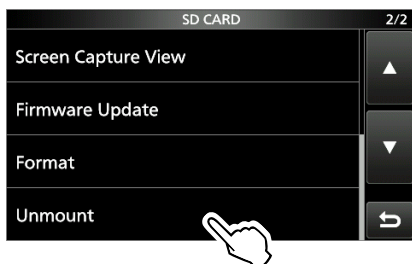 SD CARD 2/2
Screen Capture View
Firmware Update
Format
Unmount